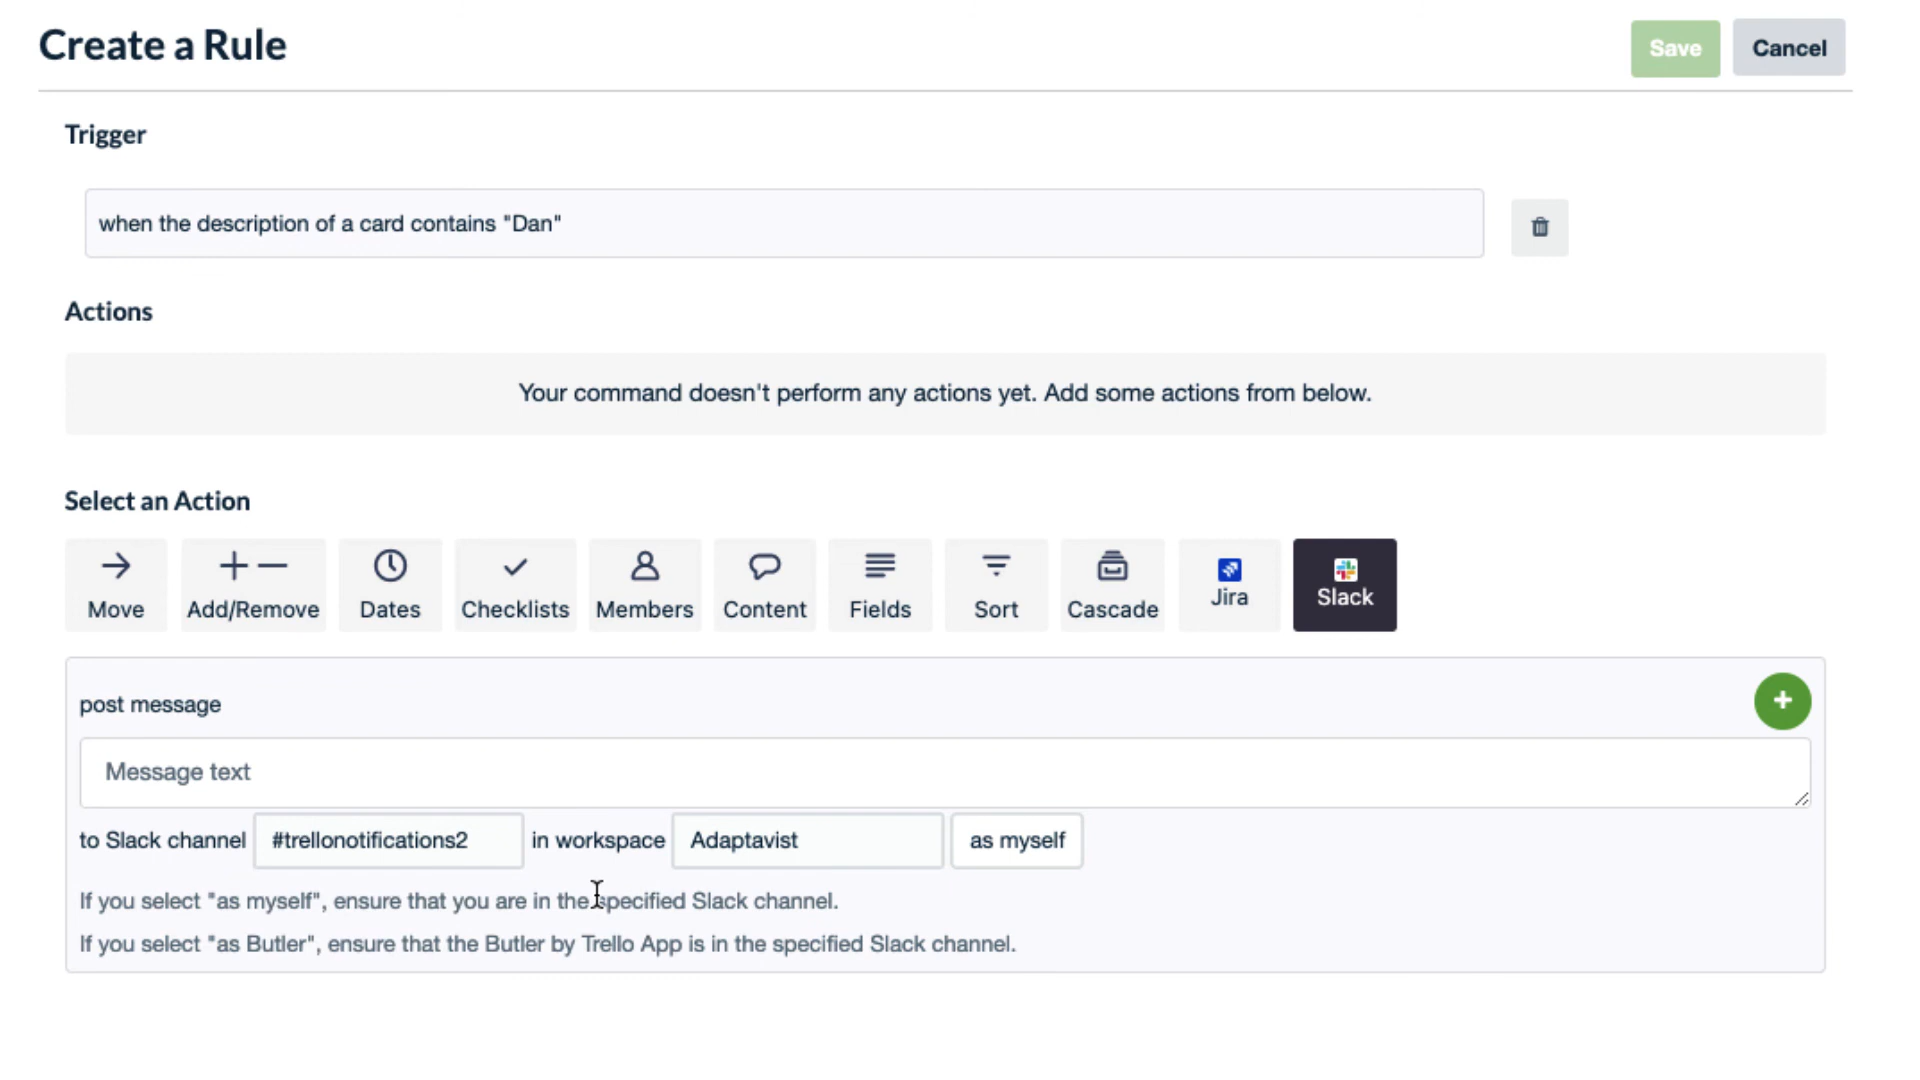 Create a Rule
Save
Cancel
Trigger
when the description of a card contains "Dan"
Actions
Your command doesn't perform any actions yet. Add some actions from below.
Select an Action
Move
Add/Remove
Dates
Checklists
Members
Content
Fields
Sort
Cascade
Jira
Slack
post message
Message text
to Slack channel #trellonotifications2 in workspace Adaptavist as myself
If you select "as myself", ensure that you are in the specified Slack channel.
If you select "as Butler", ensure that the Butler by Trello App is in the specified Slack channel.